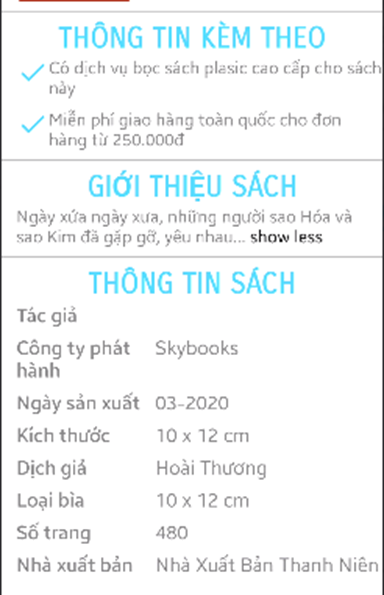 THÔNG TIN KÈM THEO
Có dịch vụ bọc sách plasic cao cấp cho sách
này
Miễn phí giao hàng toàn quốc cho đơn
hàng từ 250.000đ
GIỚI THIỆU SÁCH
Ngày xửa ngày xưa, những người sao Hỏa và
sao Kim đã gặp gỡ, yêu nhau... show less
THÔNG TIN SÁCH
Tác giả
Công ty phát Skybooks
hành
Ngày sản xuất 03-2020
Kích thước 10 x 12 cm
Dịch giả Hoài Thương
Loại bìa 10 x 12 cm
Số trang 480
Nhà xuất bản Nhà Xuất Bản Thanh Niên